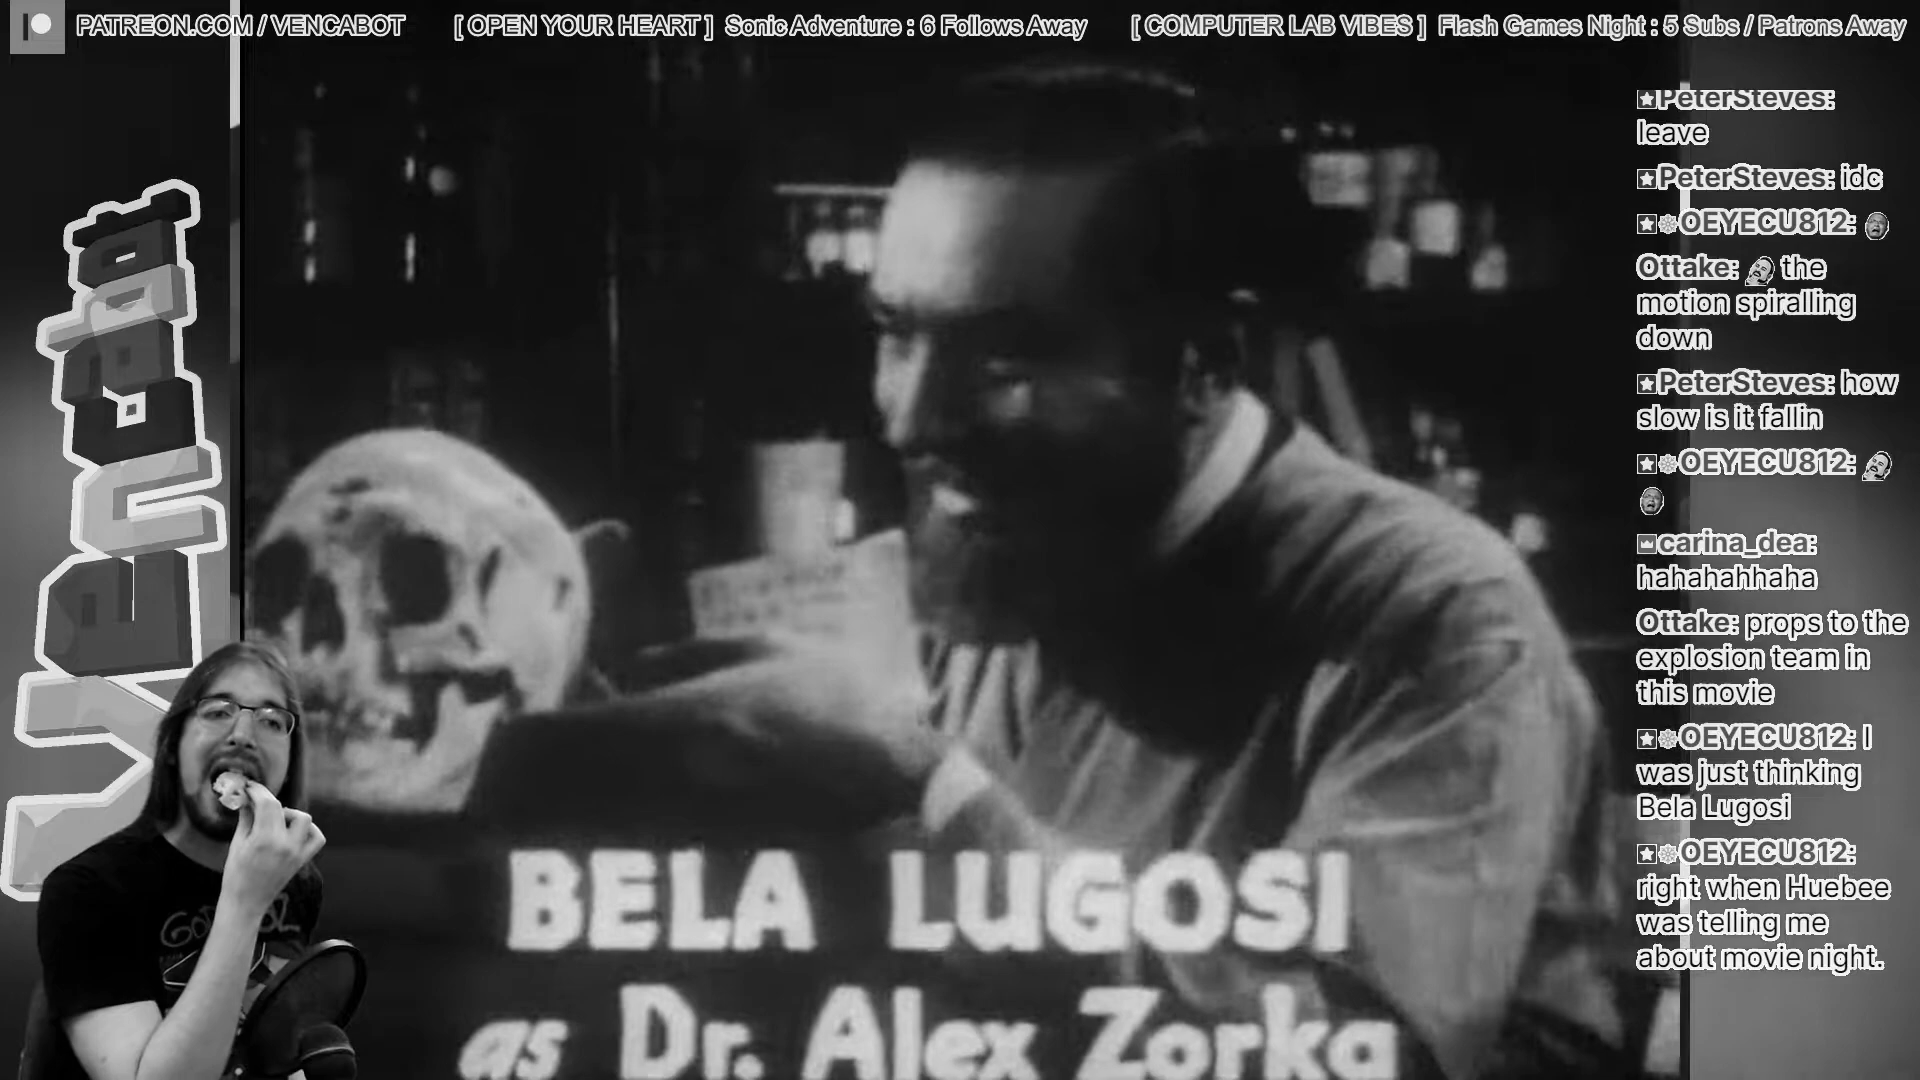 PATREON.COM / VENCABOT [ OPEN YOUR HEART ] Sonic Adventure : 6 Follows Away [ COMPUTER LAB VIBES ] Flash Games Night : 5 Subs / Patrons Away
Vencabot
PeterSteves:
leave
PeterSteves: idc
OEYECU812:
Ottake: the
motion spiralling
down
PeterSteves: how
slow is it fallin
OEYECU812:
carina_dea:
hahahahhaha
Ottake: props to the
explosion team in
this movie
OEYECU812: I
was just thinking
Bela Lugosi
OEYECU812:
right when Huebee
was telling me
about movie night.
BELA LUGOSI
as Dr. Alex Zorka